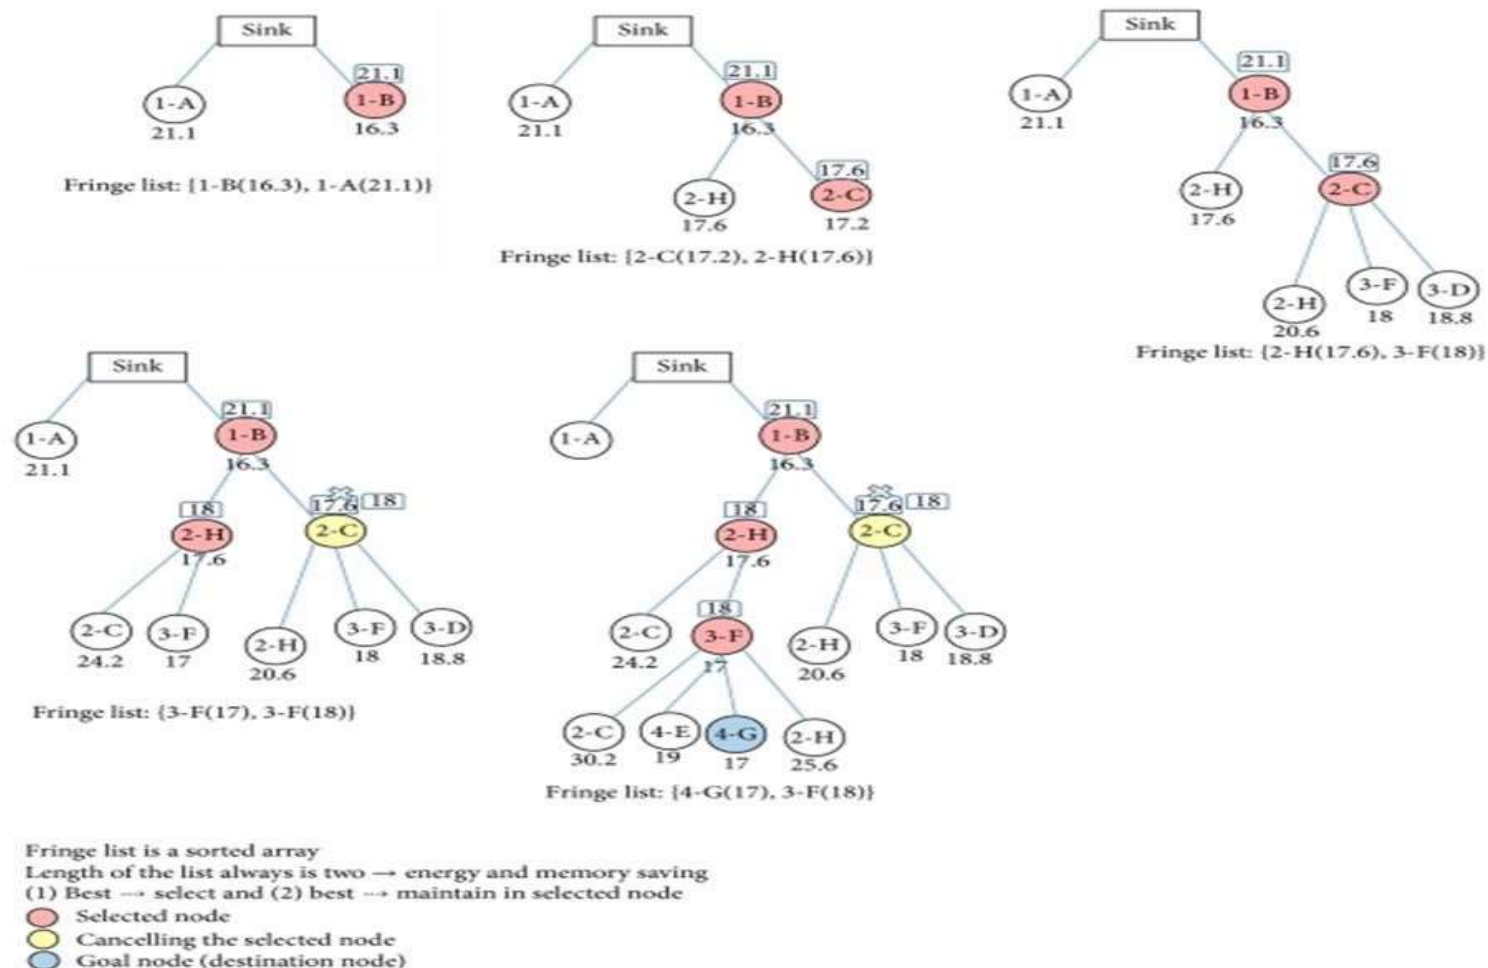 Sink
21.1
1-A
1-B
21.1
16.3
Fringe list: {1-B(16.3), 1-A(21.1)}
Sink
21.1
1-A
1-B
21.1
16.3
17.6
2-H
2-C
17.6
17.2
Fringe list: {2-C(17.2), 2-H(17.6)}
Sink
21.1
1-A
1-B
21.1
16.3
17.6
2-H
2-C
17.6
2-H
3-F
3-D
20.6
18
18.8
Fringe list: {2-H(17.6), 3-F(18)}
Sink
21.1
1-A
1-B
21.1
16.3
18
17.6
18
2-H
2-C
17.6
2-C
3-F
2-H
3-F
3-D
24.2
17
20.6
18
18.8
Fringe list: {3-F(17), 3-F(18)}
Sink
21.1
1-A
1-B
16.3
18
17.6
18
2-H
2-C
17.6
18
2-C
3-F
2-H
3-F
3-D
24.2
17
20.6
18
18.8
2-C
4-E
4-G
2-H
30.2
19
17
25.6
Fringe list: {4-G(17), 3-F(18)}
Fringe list is a sorted array
Length of the list always is two → energy and memory saving
(1) Best → select and (2) best → maintain in selected node
Selected node
Cancelling the selected node
Goal node (destination node)